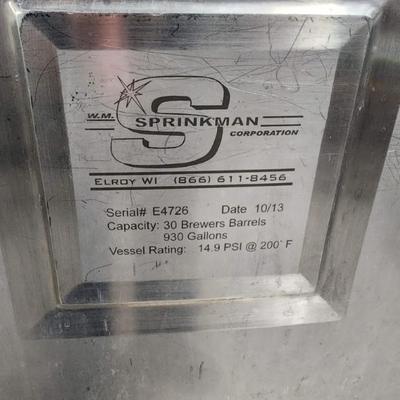 W.M. SPRINKMAN
CORPORATION
ELROY WI (866) 611-8456
Serial# E4726 Date 10/13
Capacity: 30 Brewers Barrels
930 Gallons
Vessel Rating: 14.9 PSI @ 200° F